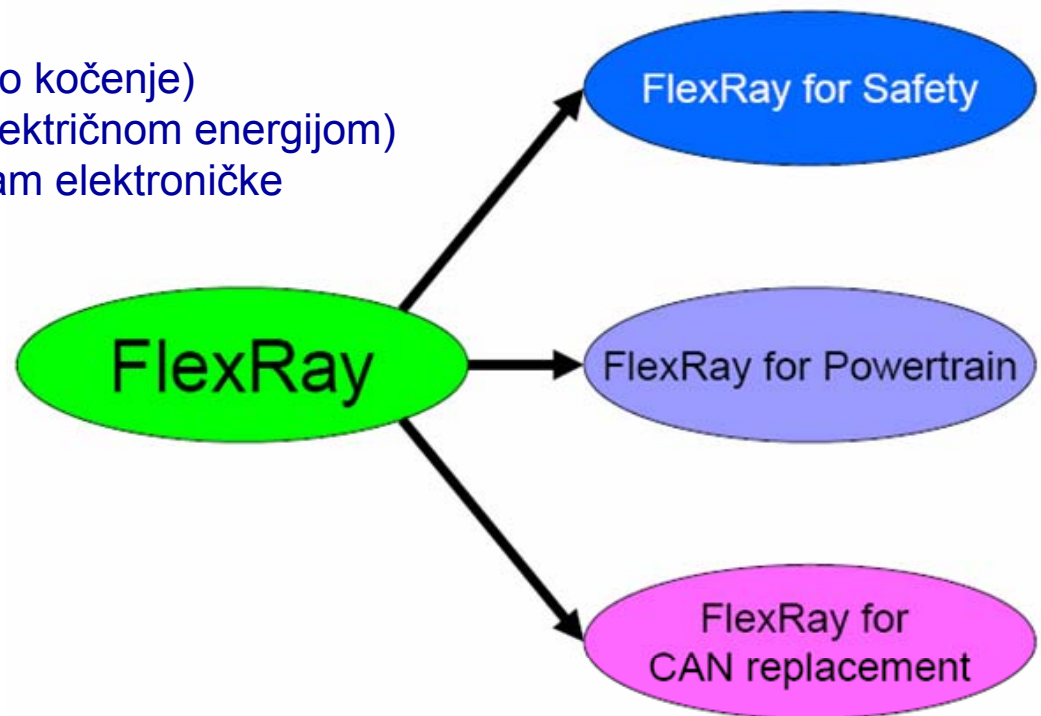 o kočenje)
ektričnom energijom)
am elektroničke
FlexRay
FlexRay for Safety
FlexRay for Powertrain
FlexRay for
CAN replacement